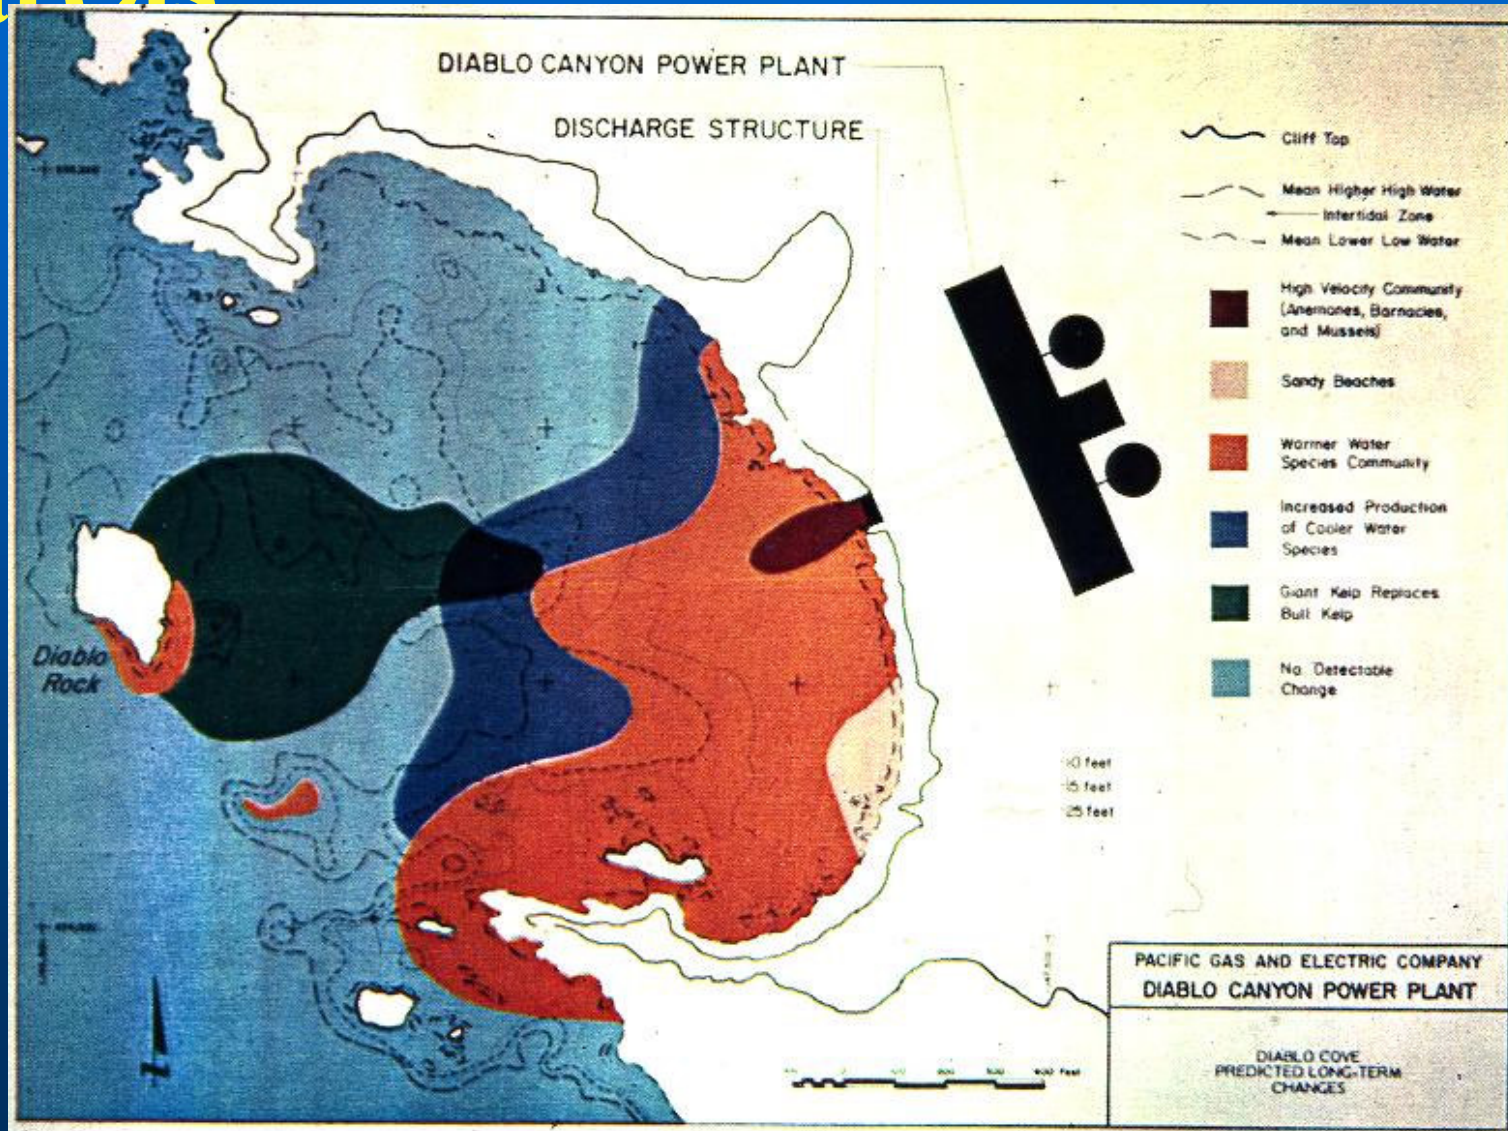 DIABLO CANYON POWER PLANT
DISCHARGE STRUCTURE
Cliff Top
Mean Higher High Water
Intertidal Zone
Mean Lower Low Water
High Velocity Community
(Anemones, Barnacles,
and Mussels)
Sandy Beaches
Warmer Water
Species Community
Increased Production
of Cooler Water
Species
Giant Kelp Replaces
Bull Kelp
No Detectable
Change
Diablo
Rock
10 feet
15 feet
25 feet
PACIFIC GAS AND ELECTRIC COMPANY
DIABLO CANYON POWER PLANT
DIABLO COVE
PREDICTED LONG-TERM
CHANGES